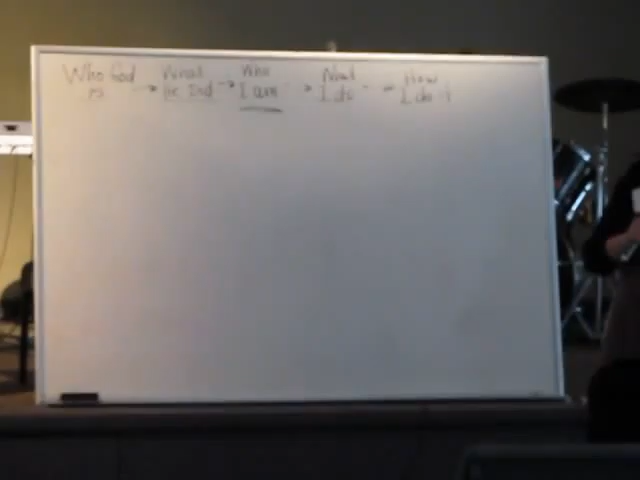 Who God What Who What How
is → He Did → I am → I do → I do it